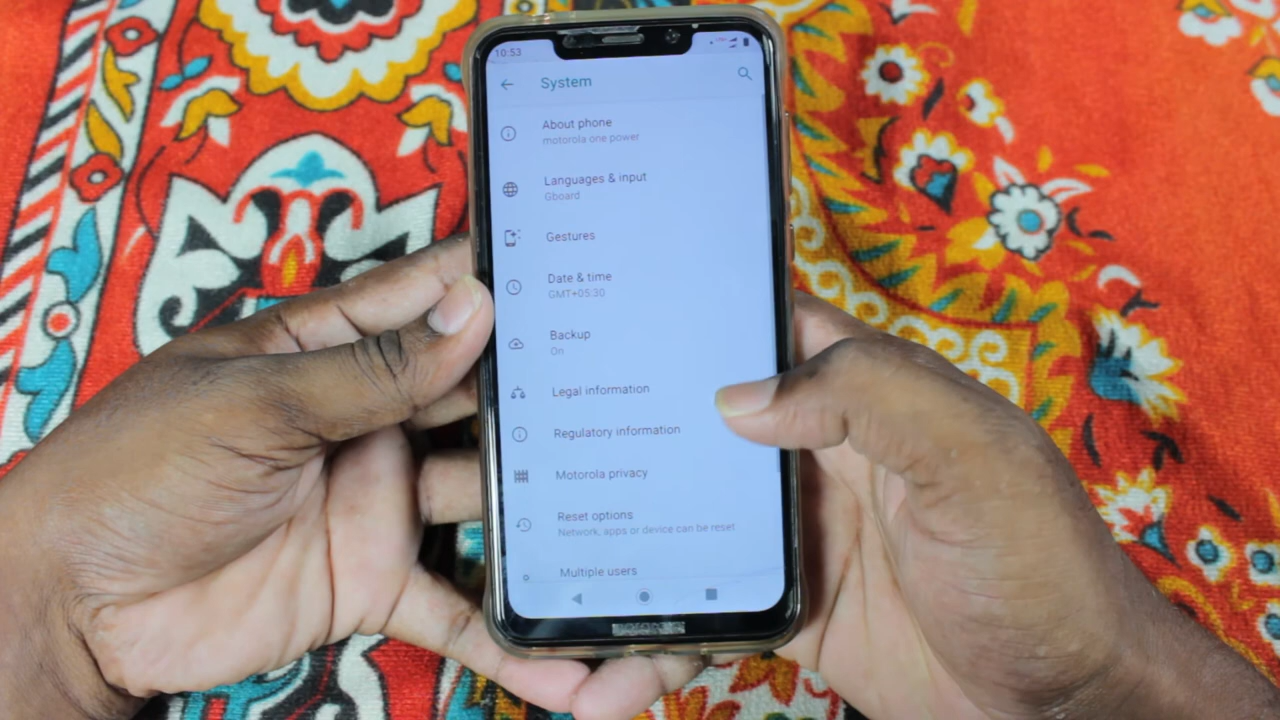 10:53
System
About phone
motorola one power
Languages & input
Gboard
Gestures
Date & time
GMT+05:30
Backup
On
Legal information
Regulatory information
Motorola privacy
Reset options
Network, apps or device can be reset
Multiple users